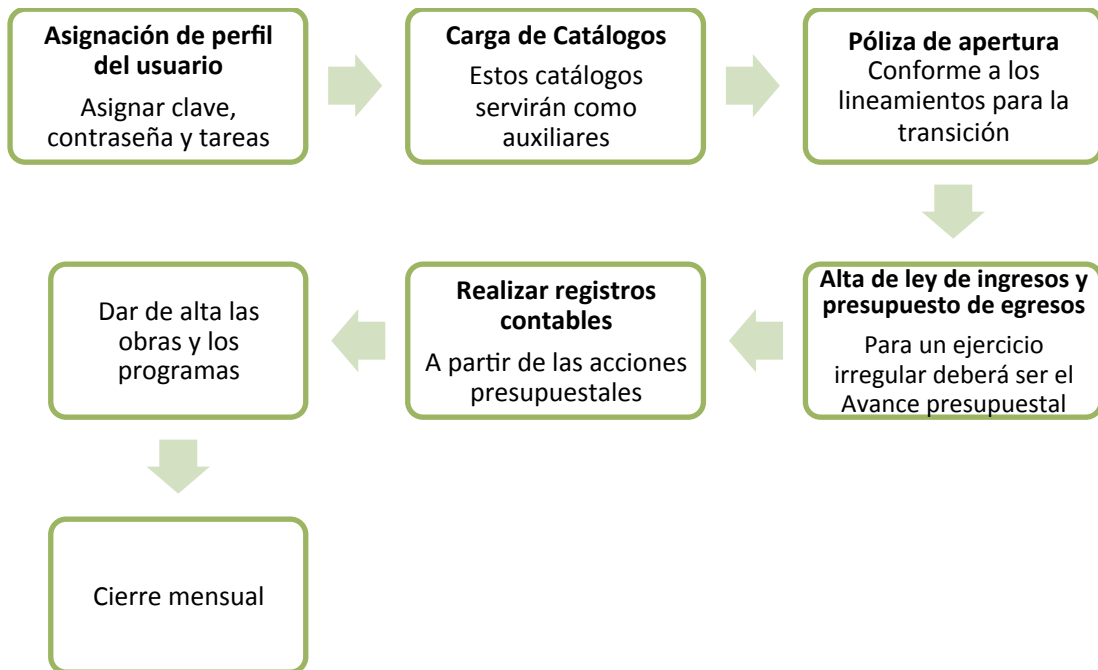 Asignación de perfil
del usuario
Asignar clave,
contraseña y tareas
Carga de Catálogos
Estos catálogos
servirán como
auxiliares
Póliza de apertura
Conforme a los
lineamientos para la
transición
Alta de ley de ingresos y
presupuesto de egresos
Para un ejercicio
irregular deberá ser el
Avance presupuestal
Realizar registros
contables
A partir de las acciones
presupuestales
Dar de alta las
obras y los
programas
Cierre mensual